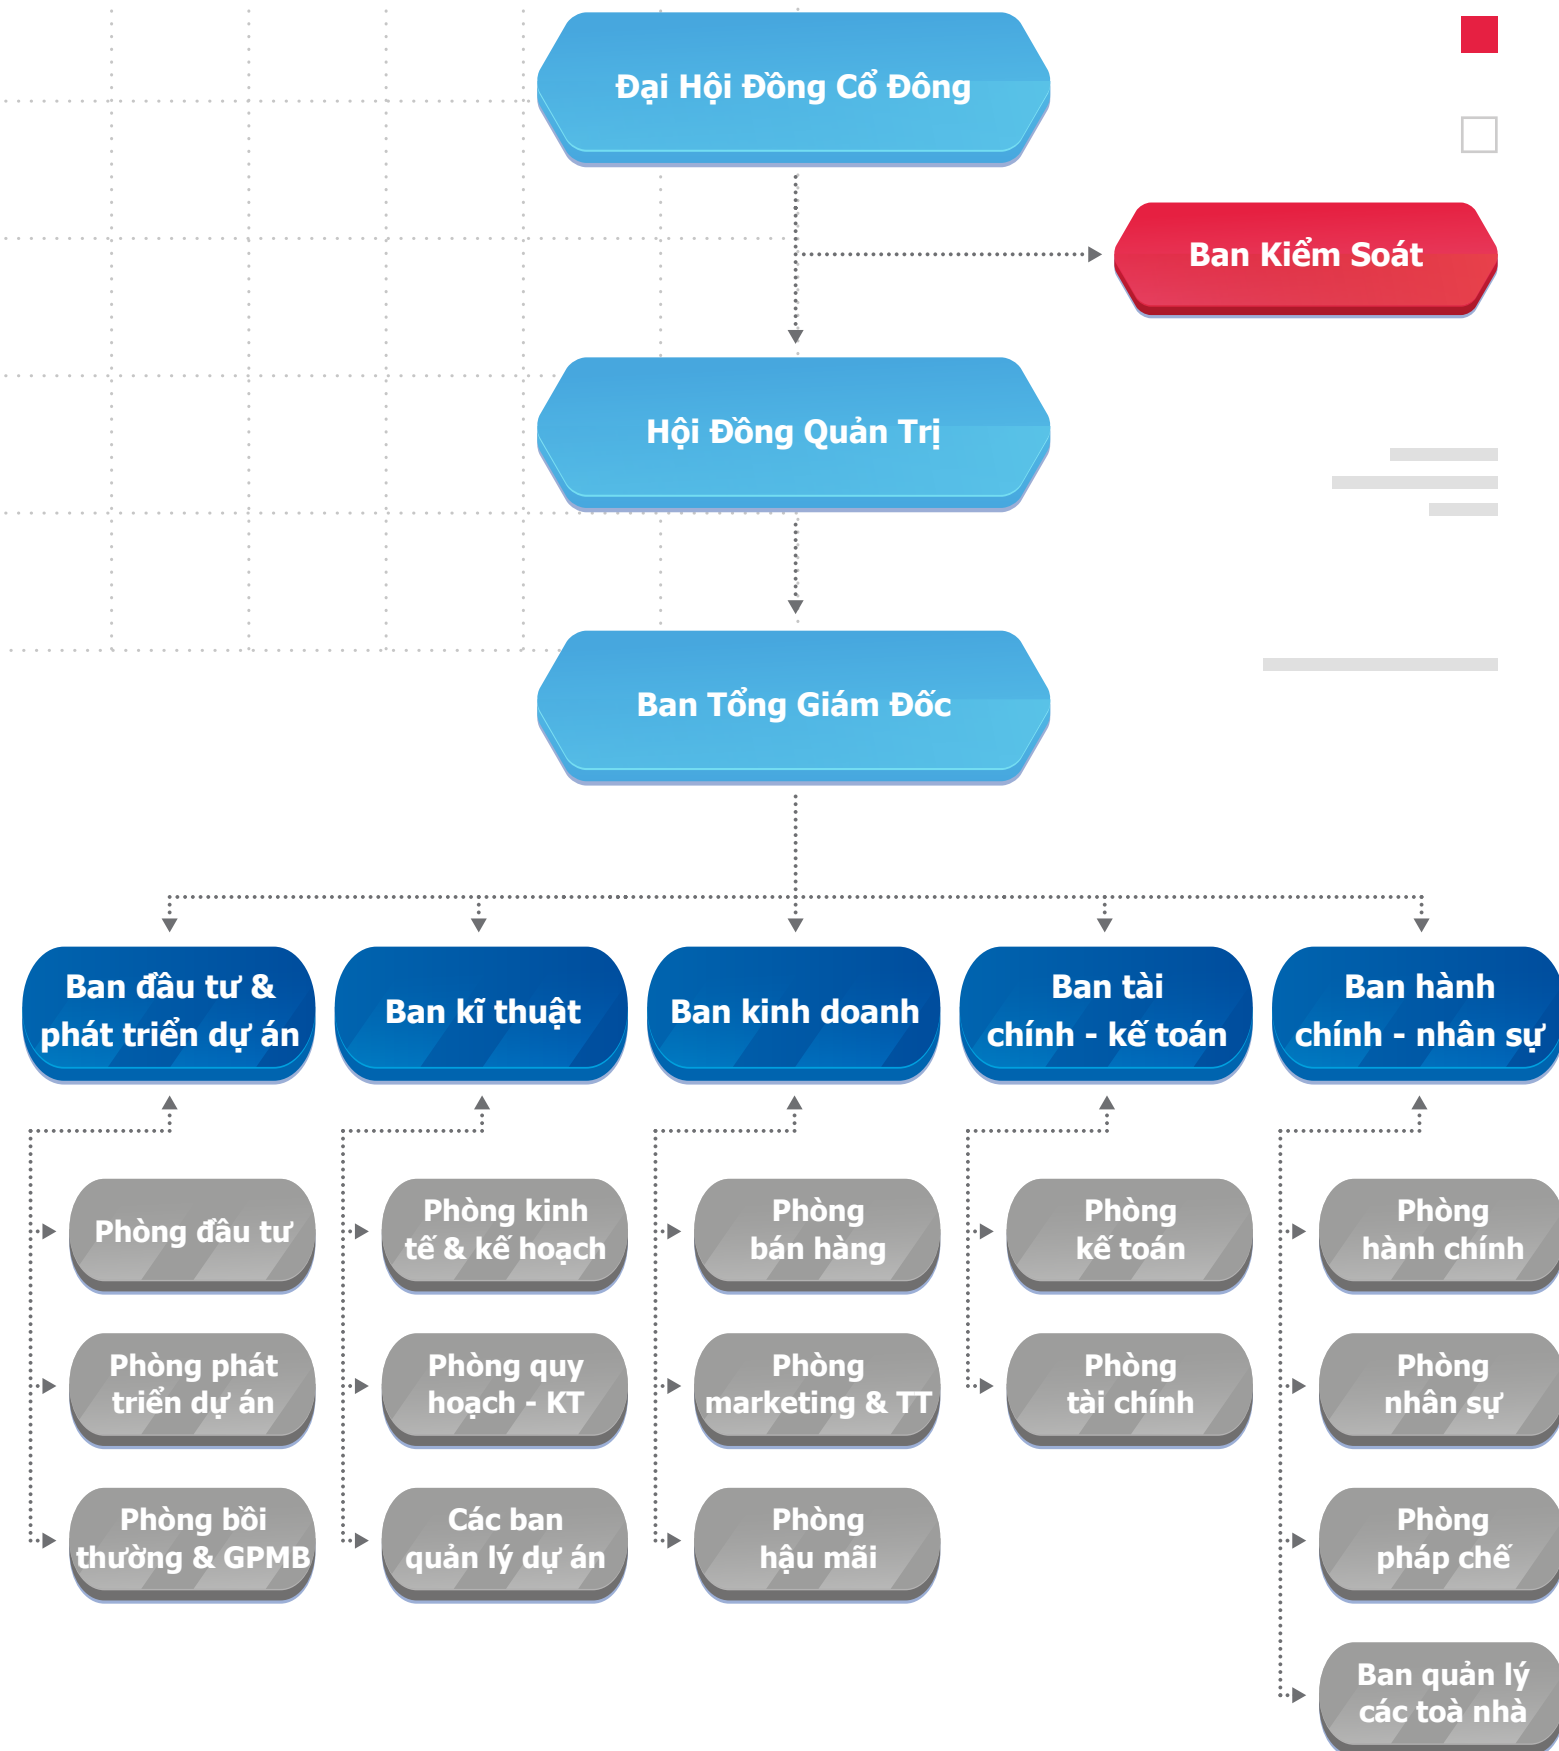 Đại Hội Đồng Cổ Đông
Ban Kiểm Soát
Hội Đồng Quản Trị
Ban Tổng Giám Đốc
Ban đầu tư &
phát triển dự án
Ban kĩ thuật
Ban kinh doanh
Ban tài
chính - kế toán
Ban hành
chính - nhân sự
Phòng đầu tư
Phòng phát
triển dự án
Phòng bồi
thường & GPMB
Phòng kinh
tế & kế hoạch
Phòng quy
hoạch - KT
Các ban
quản lý dự án
Phòng
bán hàng
Phòng
marketing & TT
Phòng
hậu mãi
Phòng
kế toán
Phòng
tài chính
Phòng
hành chính
Phòng
nhân sự
Phòng
pháp chế
Ban quản lý
các toà nhà